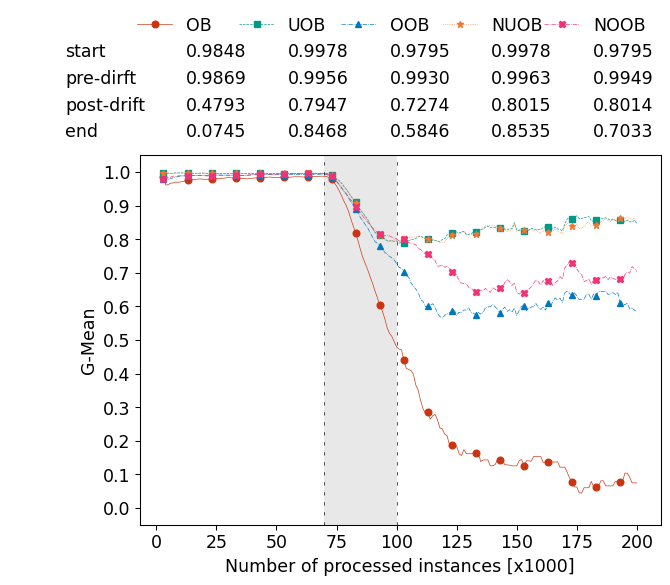 OB UOB OOB NUOB NOOB
start 0.9848 0.9978 0.9795 0.9978 0.9795
pre-dirft 0.9869 0.9956 0.9930 0.9963 0.9949
post-drift 0.4793 0.7947 0.7274 0.8015 0.8014
end 0.0745 0.8468 0.5846 0.8535 0.7033
1.0
0.9
0.8
0.7
0.6
0.5
0.4
0.3
0.2
0.1
0.0
G-Mean
0 25 50 75 100 125 150 175 200
Number of processed instances [x1000]